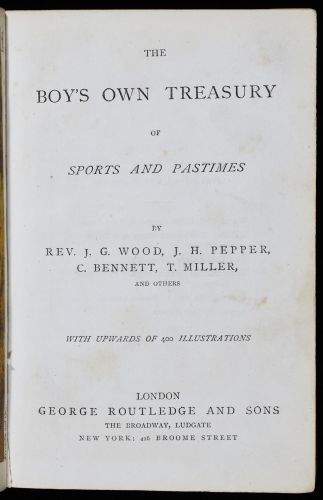 THE
BOY'S OWN TREASURY
OF
SPORTS AND PASTIMES
BY
REV. J. G. WOOD, J. H. PEPPER,
C. BENNETT, T. MILLER,
AND OTHERS
WITH UPWARDS OF 400 ILLUSTRATIONS
LONDON
GEORGE ROUTLEDGE AND SONS
THE BROADWAY, LUDGATE
NEW YORK: 416 BROOME STREET